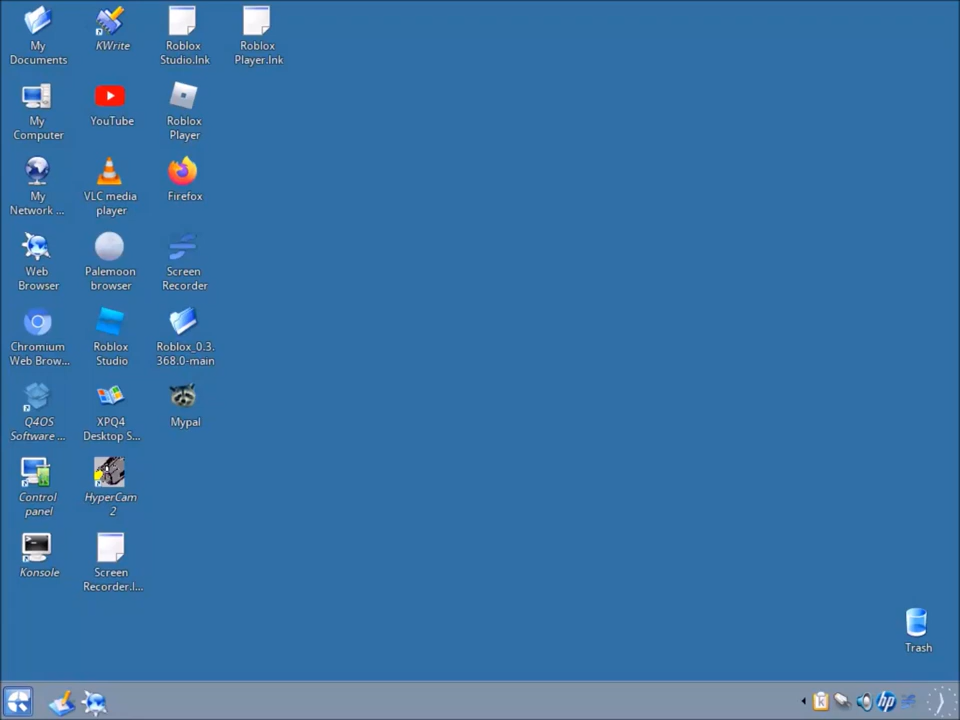 My
Documents
KWrite
Roblox
Studio.lnk
Roblox
Player.lnk
My
Computer
YouTube
Roblox
Player
My
Network ...
VLC media
player
Firefox
Web
Browser
Palemoon
browser
Screen
Recorder
Chromium
Web Brow...
Roblox
Studio
Roblox_0.3.
368.0-main
Q4OS
Software ...
XPQ4
Desktop S...
Mypal
Control
panel
HyperCam
2
Konsole
Screen
Recorder.l...
Trash
K
hp